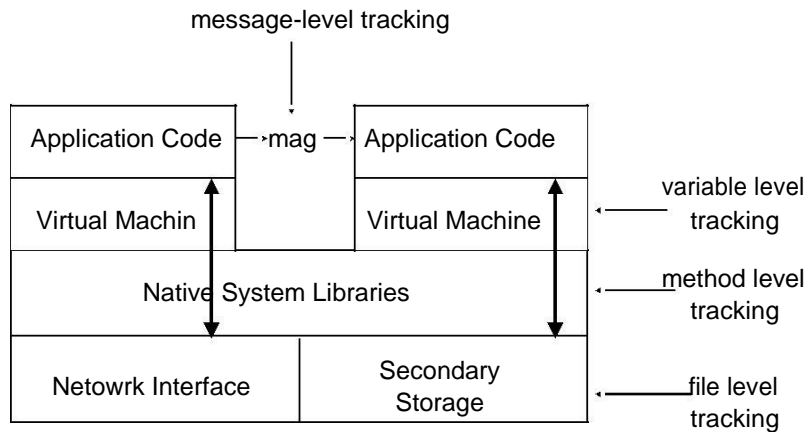 message-level tracking
Application Code
mag
Application Code
Virtual Machin
Virtual Machine
variable level
tracking
Native System Libraries
method level
tracking
Netowrk Interface
Secondary
Storage
file level
tracking